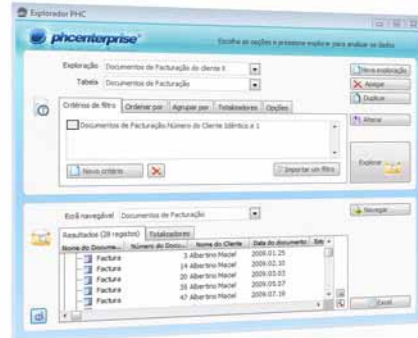 Explorador PHC
phcenterprise
Escolha as opções e pressione explorar para analisar os dados
Exploração Documentos de Facturação do cliente X
Nova exploração
Tabela Documentos de Facturação
Apagar
Duplicar
Critérios de filtro Ordenar por Agrupar por Totalizadores Opções
Alterar
Documentos de Facturação.Número do Cliente Idêntico a 1
Explorar
Novo critério
Importar um filtro
Ecrã navegável Documentos de Facturação
Navegar
Resultados (28 registos) Totalizadores
Nome do Docume... Número do Docu... Nome do Cliente Data do documento
Factura 3 Albertino Maciel 2009.01.25
Factura 14 Albertino Maciel 2009.02.10
Factura 20 Albertino Maciel 2009.03.03
Factura 35 Albertino Maciel 2009.05.07
Factura 47 Albertino Maciel 2009.07.19
Excel